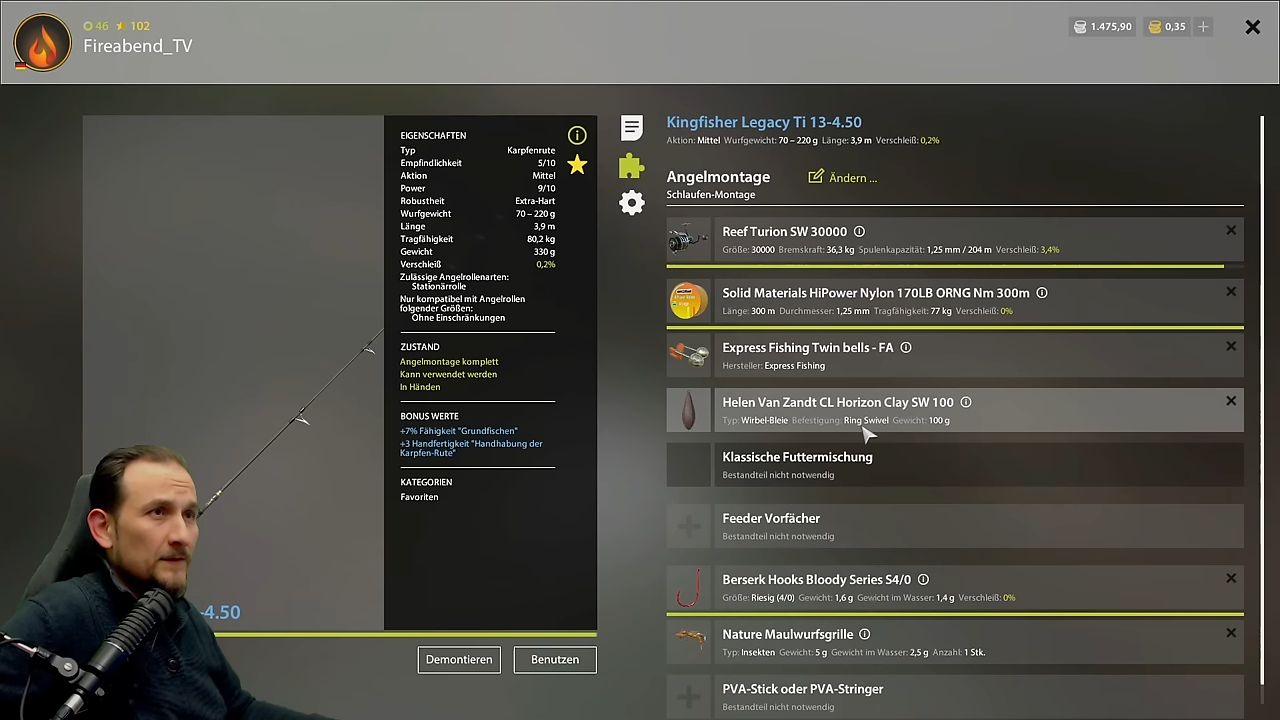 46 102
Fireabend_TV
1.475,90
0,35
EIGENSCHAFTEN
Typ Karpfenrute
Empfindlichkeit 5/10
Aktion Mittel
Power 9/10
Robustheit Extra-Hart
Wurfgewicht 70 – 220 g
Länge 3,9 m
Tragfähigkeit 80,2 kg
Gewicht 330 g
Verschleiß 0,2%
Zulässige Angelrollenarten:
Stationärrolle
Nur kompatibel mit Angelrollen
folgender Größen:
Ohne Einschränkungen
ZUSTAND
Angelmontage komplett
Kann verwendet werden
In Händen
BONUS WERTE
+7% Fähigkeit "Grundfischen"
+3 Handfertigkeit "Handhabung der
Karpfen-Rute"
KATEGORIEN
Favoriten
-4.50
Demontieren
Benutzen
Kingfisher Legacy Ti 13-4.50
Aktion: Mittel Wurfgewicht: 70 – 220 g Länge: 3,9 m Verschleiß: 0,2%
Angelmontage
Ändern ...
Schlaufen-Montage
Reef Turion SW 30000
Größe: 30000 Bremskraft: 36,3 kg Spulenkapazität: 1,25 mm / 204 m Verschleiß: 3,4%
Solid Materials HiPower Nylon 170LB ORNG Nm 300m
Länge: 300 m Durchmesser: 1,25 mm Tragfähigkeit: 77 kg Verschleiß: 0%
Express Fishing Twin bells - FA
Hersteller: Express Fishing
Helen Van Zandt CL Horizon Clay SW 100
Typ: Wirbel-Bleie Befestigung: Ring Swivel Gewicht: 100 g
Klassische Futtermischung
Bestandteil nicht notwendig
Feeder Vorfächer
Bestandteil nicht notwendig
Berserk Hooks Bloody Series S4/0
Größe: Riesig (4/0) Gewicht: 1,6 g Gewicht im Wasser: 1,4 g Verschleiß: 0%
Nature Maulwurfsgrille
Typ: Insekten Gewicht: 5 g Gewicht im Wasser: 2,5 g Anzahl: 1 Stk.
PVA-Stick oder PVA-Stringer
Bestandteil nicht notwendig